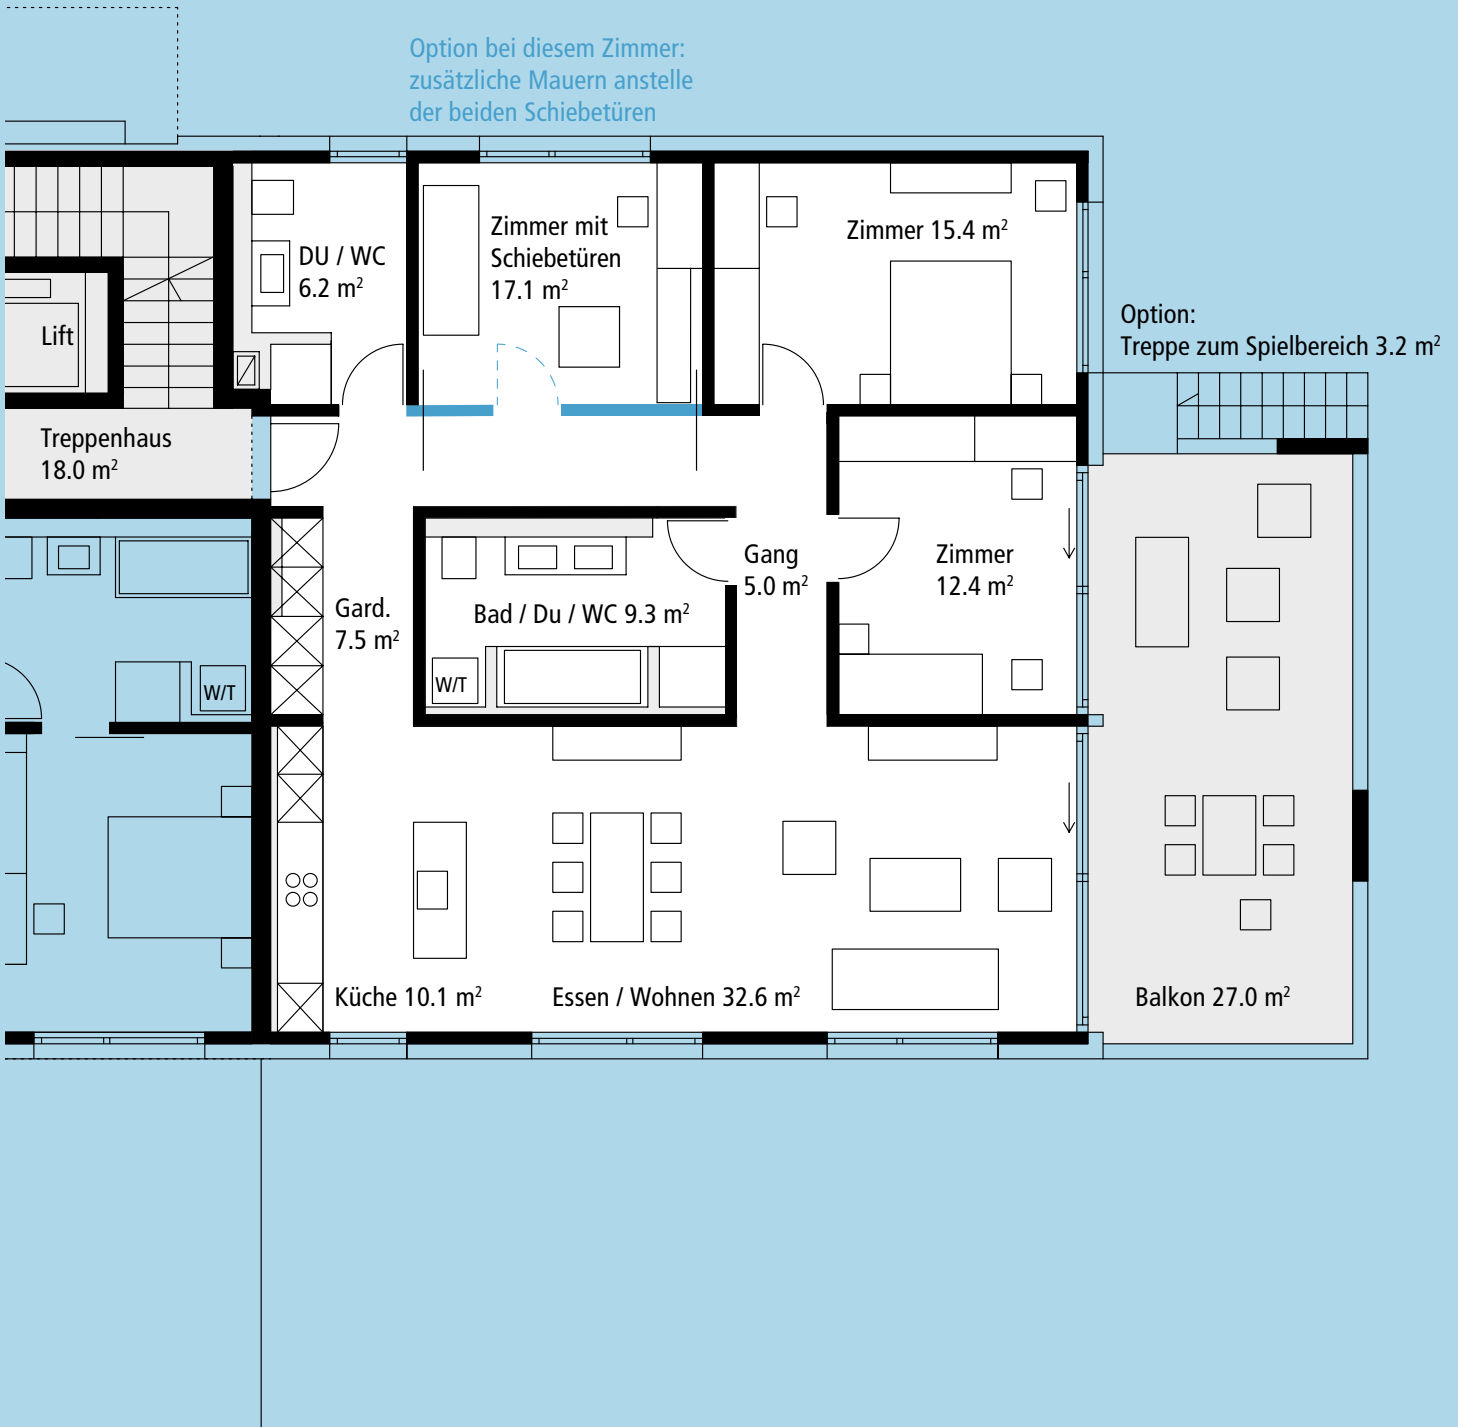 Option bei diesem Zimmer:
zusätzliche Mauern anstelle
der beiden Schiebetüren
DU / WC
6.2 m²
Zimmer mit
Schiebetüren
17.1 m²
Zimmer 15.4 m²
Option:
Treppe zum Spielbereich 3.2 m²
Lift
Treppenhaus
18.0 m²
Gard.
7.5 m²
Bad / Du / WC 9.3 m²
Gang
5.0 m²
Zimmer
12.4 m²
W/T
W/T
Küche 10.1 m²
Essen / Wohnen 32.6 m²
Balkon 27.0 m²